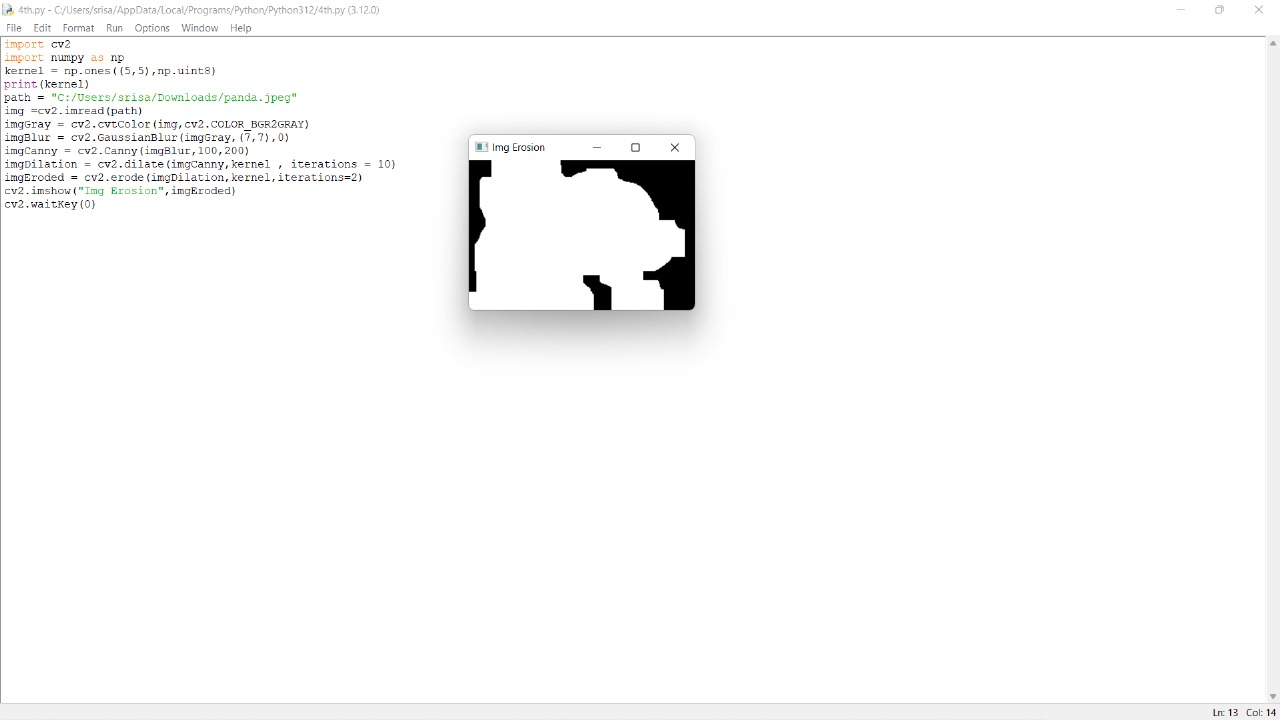 4th.py - C:/Users/srisa/AppData/Local/Programs/Python/Python312/4th.py (3.12.0)
File Edit Format Run Options Window Help
import cv2
import numpy as np
kernel = np.ones((5,5),np.uint8)
print(kernel)
path = "C:/Users/srisa/Downloads/panda.jpeg"
img =cv2.imread(path)
imgGray = cv2.cvtColor(img,cv2.COLOR_BGR2GRAY)
imgBlur = cv2.GaussianBlur(imgGray,(7,7),0)
imgCanny = cv2.Canny(imgBlur,100,200)
imgDilation = cv2.dilate(imgCanny,kernel , iterations = 10)
imgEroded = cv2.erode(imgDilation,kernel,iterations=2)
cv2.imshow("Img Erosion",imgEroded)
cv2.waitKey(0)
Img Erosion
Ln: 13 Col: 14